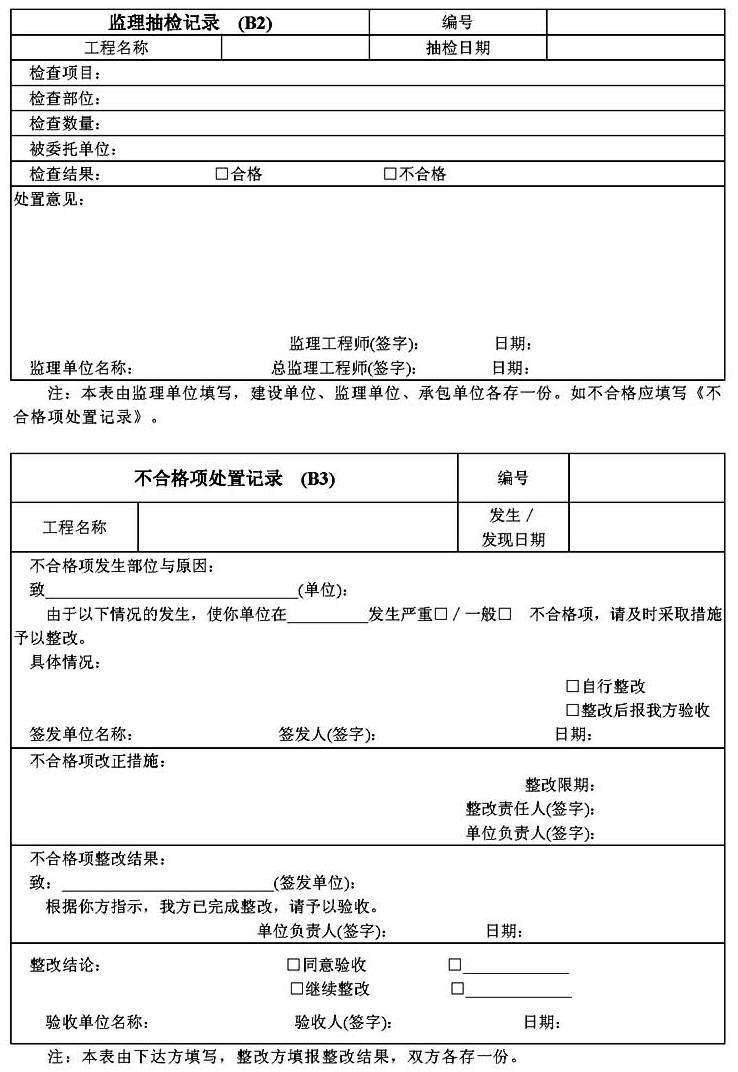 监理抽检记录 (B2) 编号
工程名称 抽检日期
检查项目：
检查部位：
检查数量：
被委托单位：
检查结果： □合格 □不合格
处置意见：
监理工程师(签字)： 日期：
监理单位名称： 总监理工程师(签字)： 日期：
注：本表由监理单位填写，建设单位、监理单位、承包单位各存一份。如不合格应填写《不
合格项处置记录》。
不合格项处置记录 (B3) 编号
工程名称 发生／
发现日期
不合格项发生部位与原因：
致______________________________(单位)：
由于以下情况的发生，使你单位在__________发生严重□／一般□ 不合格项，请及时采取措施
予以整改。
具体情况：
□自行整改
□整改后报我方验收
签发单位名称： 签发人(签字)： 日期：
不合格项改正措施：
整改限期：
整改责任人(签字)：
单位负责人(签字)：
不合格项整改结果：
致：__________________________(签发单位)：
根据你方指示，我方已完成整改，请予以验收。
单位负责人(签字)： 日期：
整改结论： □同意验收 □_____________
□继续整改 □_____________
验收单位名称： 验收人(签字)： 日期：
注：本表由下达方填写，整改方填报整改结果，双方各存一份。